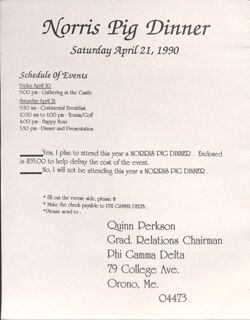 Norris Pig Dinner
Saturday April 21, 1990
Schedule Of Events
Friday April 20
9:00 pm - Gathering at the Castle
Saturday April 21
9:30 am - Continental Breakfast
10:30 am to 1:00 pm - Tennis/Golf
4:00 pm - Happy Hour
5:30 pm - Dinner and Presentation
Yes, I plan to attend this year's NORRIS PIG DINNER. Enclosed
is $35.00 to help defray the cost of the event.
No, I will not be attending this year's NORRIS PIG DINNER.
* fill out the reverse side, please !!!
* Make the check payable to PHI GAMMA DELTA.
*Please send to:
Quinn Perkson
Grad. Relations Chairman
Phi Gamma Delta
79 College Ave.
Orono, Me.
04473